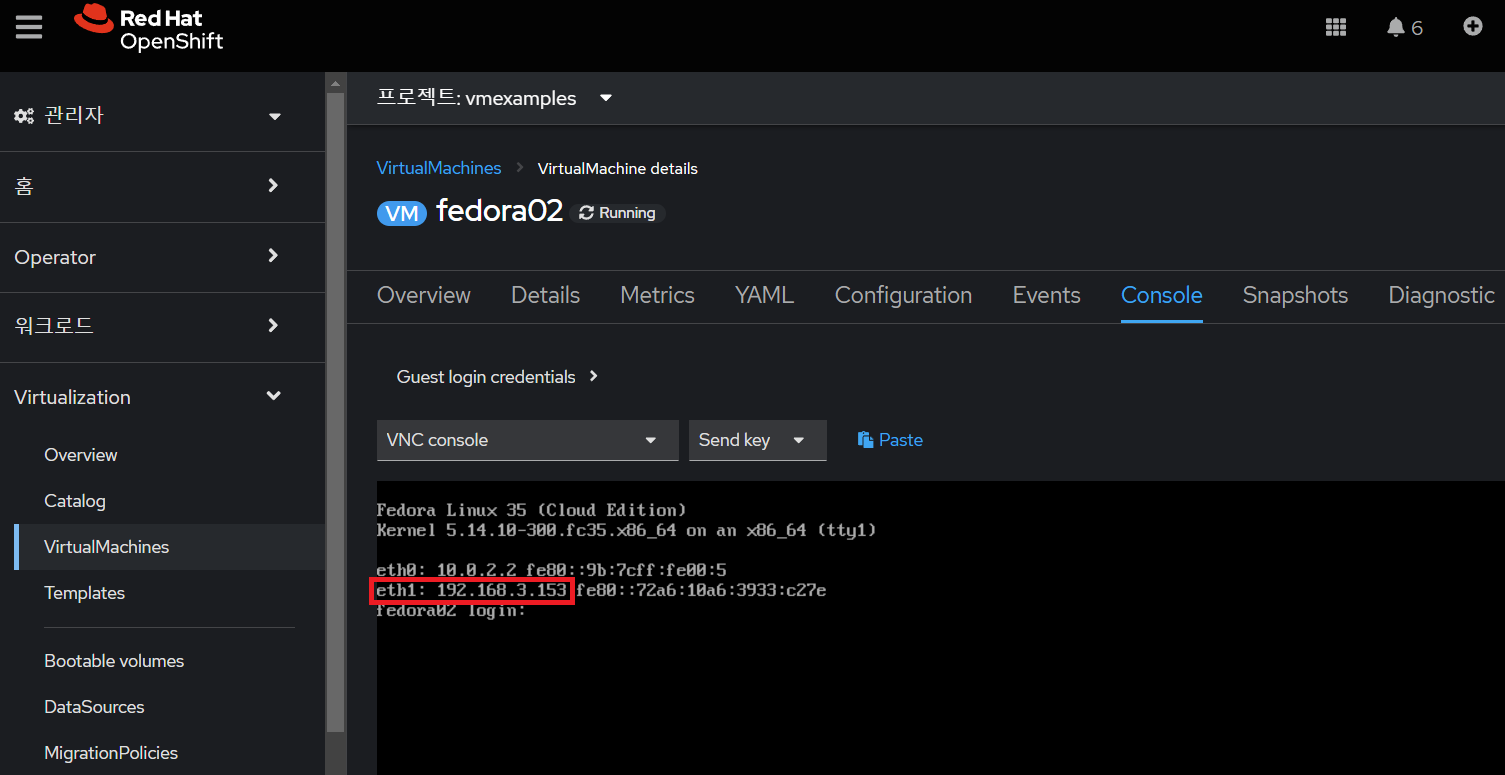 Red Hat
OpenShift
6
관리자
홈
Operator
워크로드
Virtualization
Overview
Catalog
VirtualMachines
Templates
Bootable volumes
DataSources
MigrationPolicies
프로젝트: vmexamples
VirtualMachines > VirtualMachine details
VM fedora02 Running
Overview Details Metrics YAML Configuration Events Console Snapshots Diagnostic
Guest login credentials
VNC console Send key Paste
Fedora Linux 35 (Cloud Edition)
Kernel 5.14.10-300.fc35.x86_64 on an x86_64 (tty1)
eth0: 10.0.2.2 fe80::9b:7cff:fe00:5
eth1: 192.168.3.153 fe80::72a6:10a6:3933:c27e
fedora02 login: